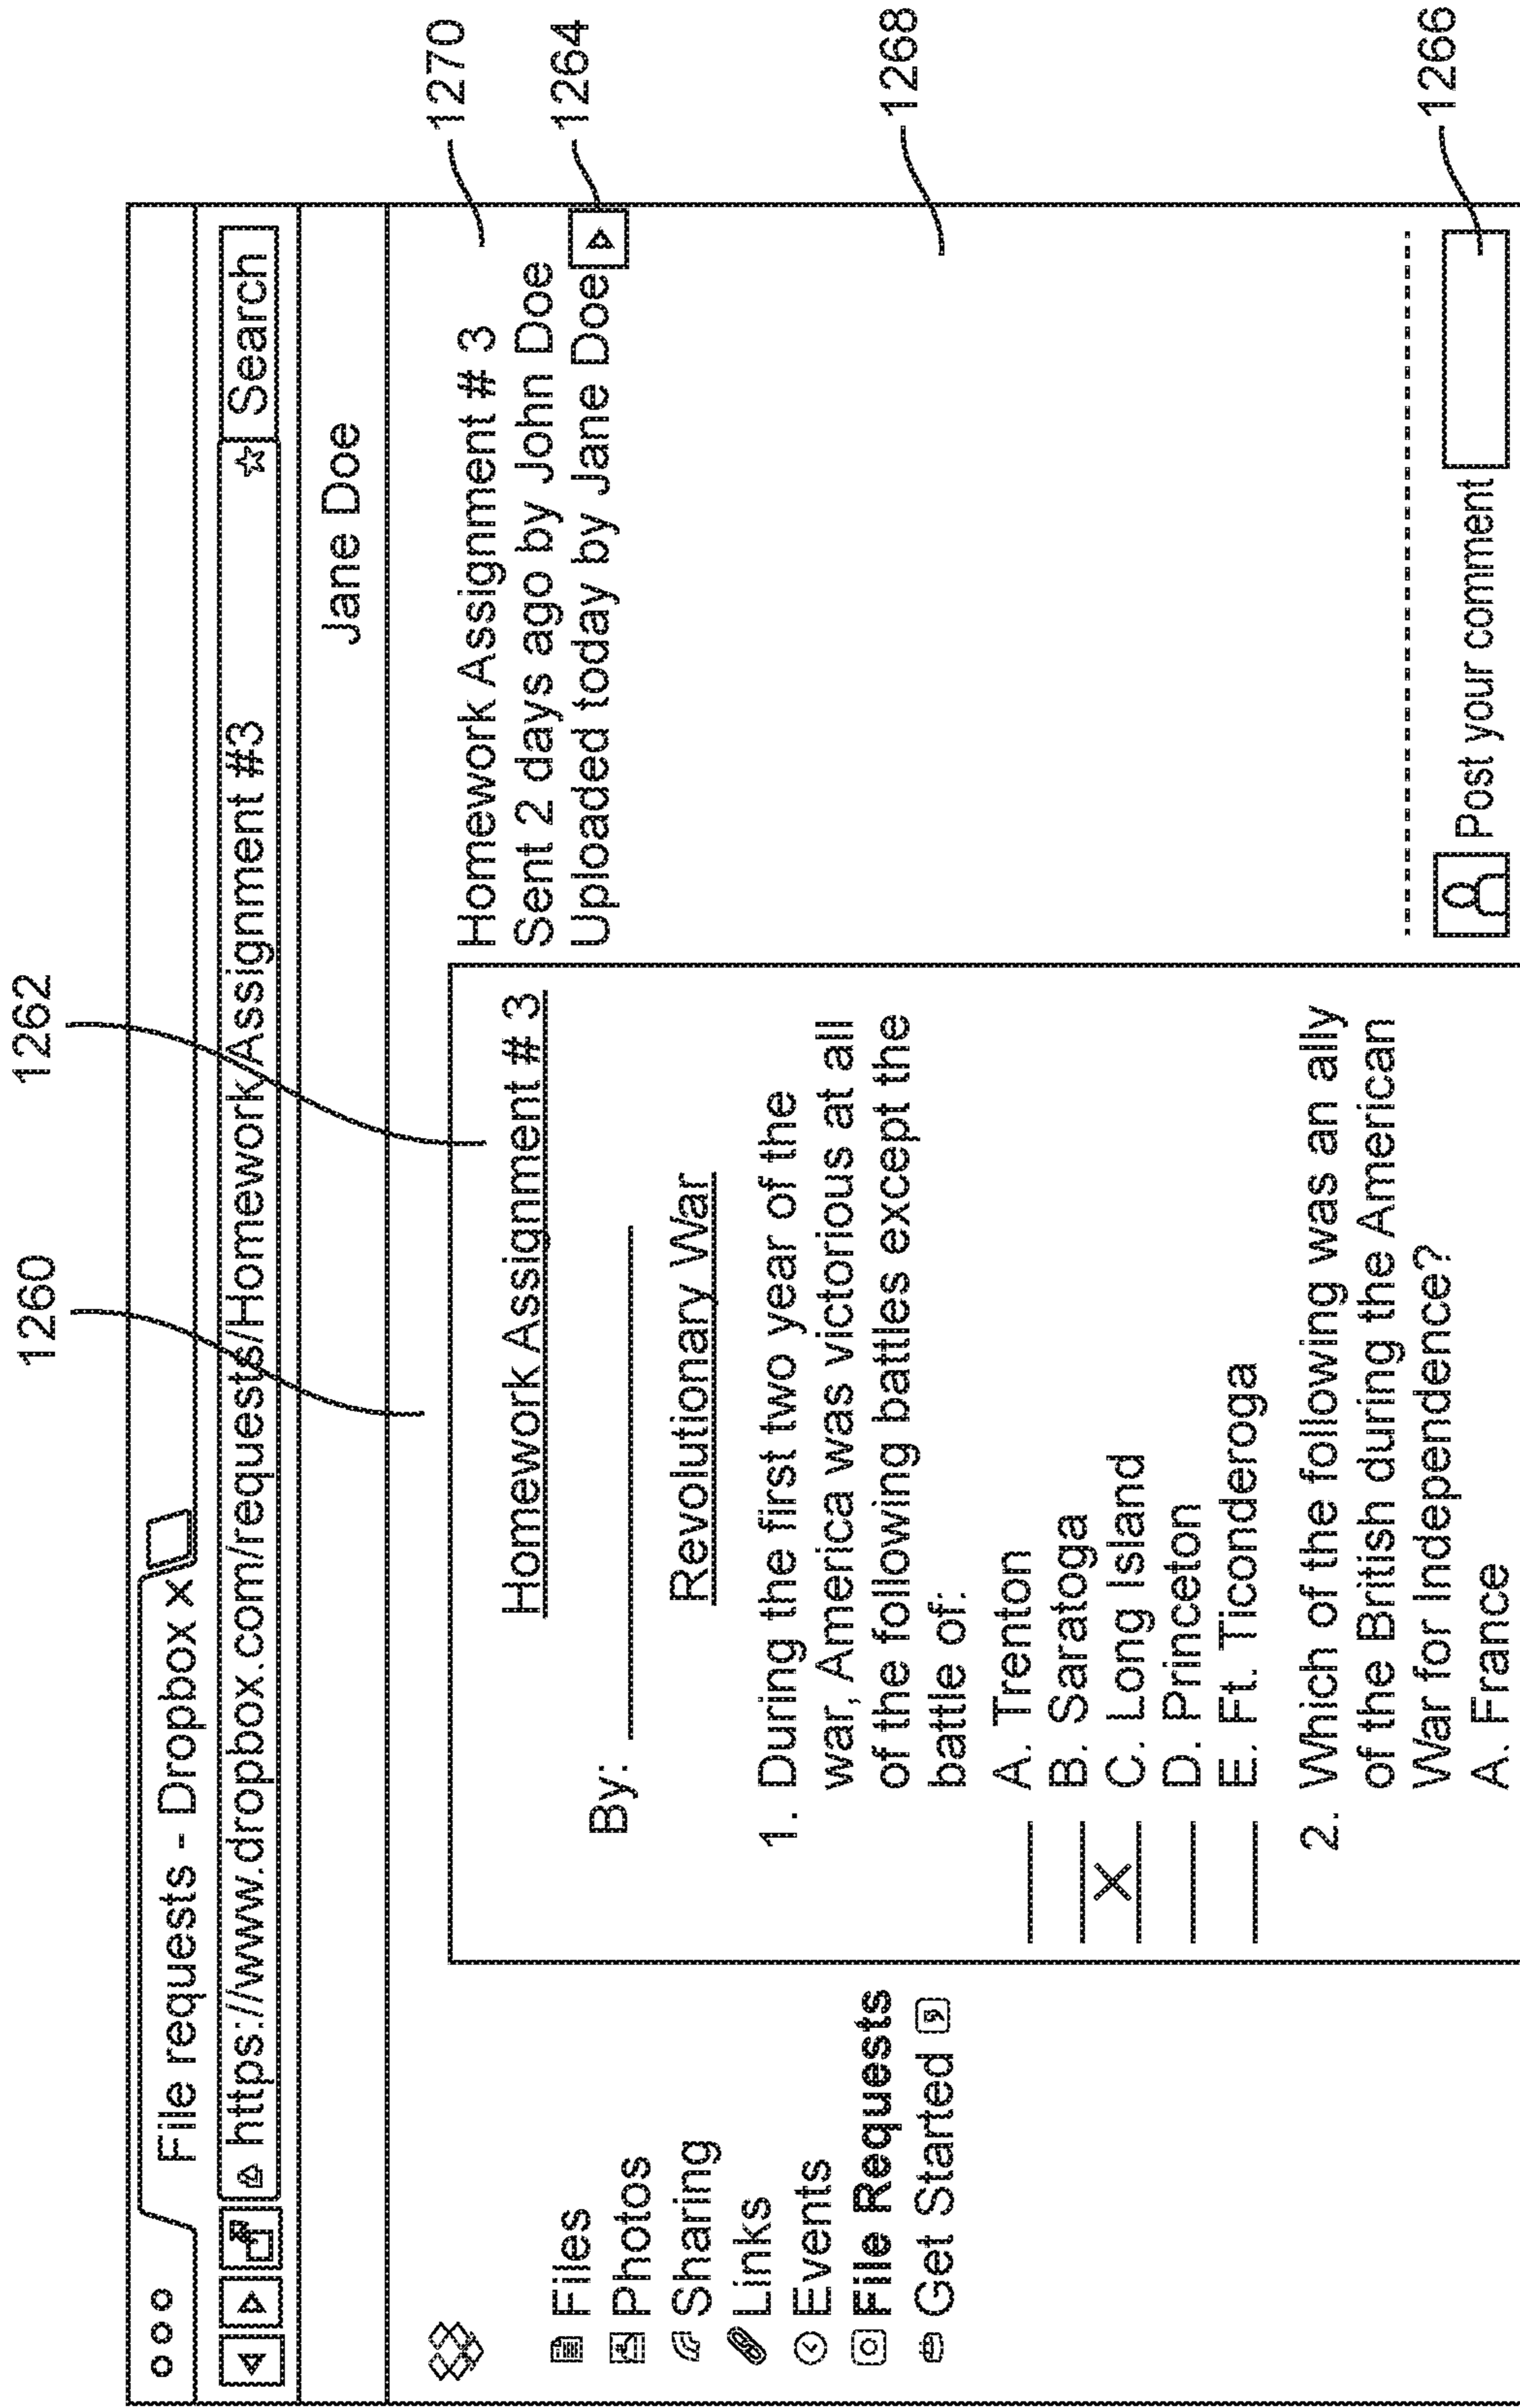 1260
1262
File requests - Dropbox x
https://www.dropbox.com/requests/Homework/Assignment #3
Search
Jane Doe
Files
Photos
Sharing
Links
Events
File Requests
Get Started
Homework Assignment # 3
By:
Revolutionary War
1. During the first two year of the
war, America was victorious at all
of the following battles except the
battle of:
A. Trenton
B. Saratoga
X C. Long Island
D. Princeton
E. Ft. Ticonderoga
2. Which of the following was an ally
of the British during the American
War for Independence?
A. France
Homework Assignment # 3
Sent 2 days ago by John Doe
Uploaded today by Jane Doe
Post your comment
1270
1264
1268
1266